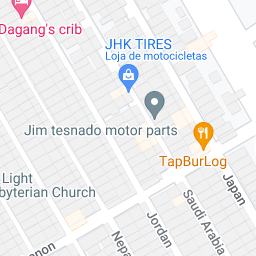 Dagang's crib
JHK TIRES
Loja de motocicletas
Jim tesnado motor parts
TapBurLog
Light
byterian Church
Japan
Saudi Arabia
Jordan
Nepa
non